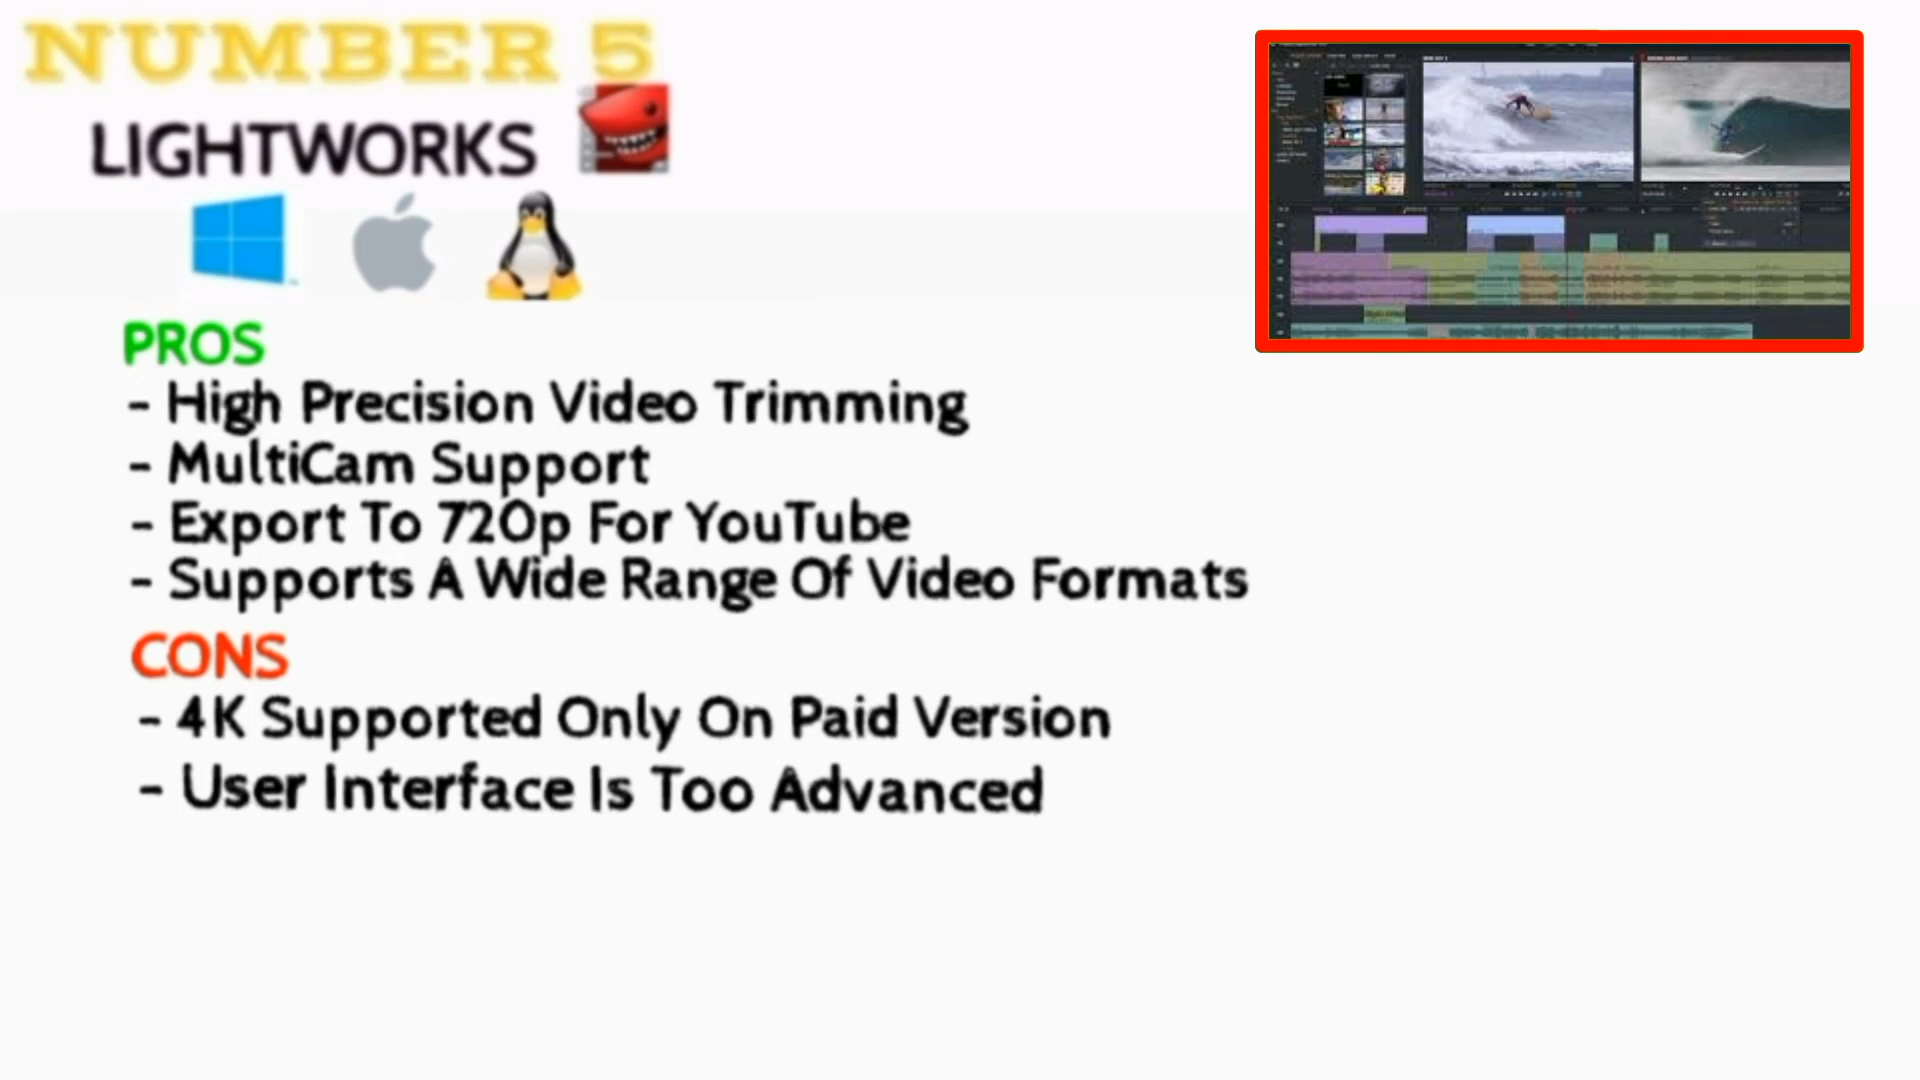 NUMBER 5
LIGHTWORKS
PROS
- High Precision Video Trimming
- MultiCam Support
- Export To 720p For YouTube
- Supports A Wide Range Of Video Formats
CONS
- 4K Supported Only On Paid Version
- User Interface Is Too Advanced